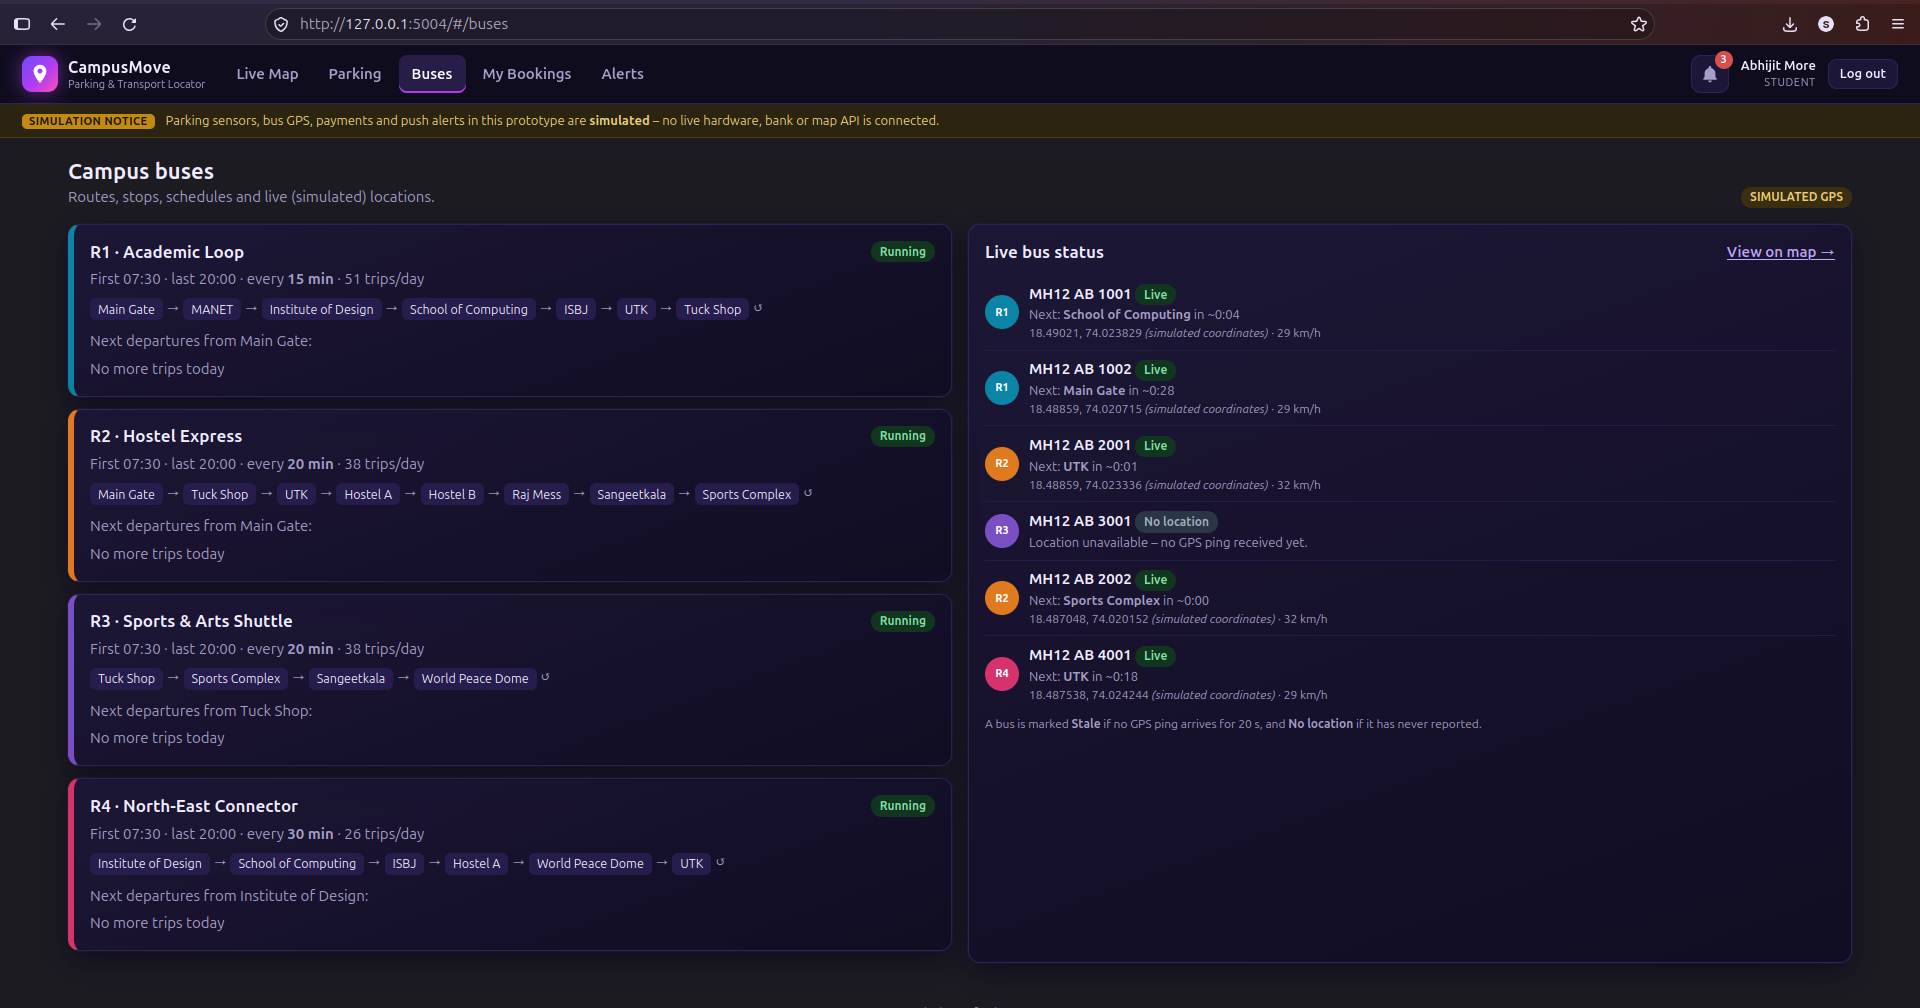 http://127.0.0.1:5004/#/buses
S
CampusMove
Parking & Transport Locator
Live Map
Parking
Buses
My Bookings
Alerts
3
Abhijit More
STUDENT
Log out
SIMULATION NOTICE Parking sensors, bus GPS, payments and push alerts in this prototype are simulated – no live hardware, bank or map API is connected.
Campus buses
Routes, stops, schedules and live (simulated) locations.
SIMULATED GPS
R1 · Academic Loop
Running
First 07:30 · last 20:00 · every 15 min · 51 trips/day
Main Gate → MANET → Institute of Design → School of Computing → ISBJ → UTK → Tuck Shop ↺
Next departures from Main Gate:
No more trips today
R2 · Hostel Express
Running
First 07:30 · last 20:00 · every 20 min · 38 trips/day
Main Gate → Tuck Shop → UTK → Hostel A → Hostel B → Raj Mess → Sangeetkala → Sports Complex ↺
Next departures from Main Gate:
No more trips today
R3 · Sports & Arts Shuttle
Running
First 07:30 · last 20:00 · every 20 min · 38 trips/day
Tuck Shop → Sports Complex → Sangeetkala → World Peace Dome ↺
Next departures from Tuck Shop:
No more trips today
R4 · North-East Connector
Running
First 07:30 · last 20:00 · every 30 min · 26 trips/day
Institute of Design → School of Computing → ISBJ → Hostel A → World Peace Dome → UTK ↺
Next departures from Institute of Design:
No more trips today
Live bus status
View on map →
R1
MH12 AB 1001 Live
Next: School of Computing in ~0:04
18.49021, 74.023829 (simulated coordinates) · 29 km/h
R1
MH12 AB 1002 Live
Next: Main Gate in ~0:28
18.48859, 74.020715 (simulated coordinates) · 29 km/h
R2
MH12 AB 2001 Live
Next: UTK in ~0:01
18.48859, 74.023336 (simulated coordinates) · 32 km/h
R3
MH12 AB 3001 No location
Location unavailable – no GPS ping received yet.
R2
MH12 AB 2002 Live
Next: Sports Complex in ~0:00
18.487048, 74.020152 (simulated coordinates) · 32 km/h
R4
MH12 AB 4001 Live
Next: UTK in ~0:18
18.487538, 74.024244 (simulated coordinates) · 29 km/h
A bus is marked Stale if no GPS ping arrives for 20 s, and No location if it has never reported.